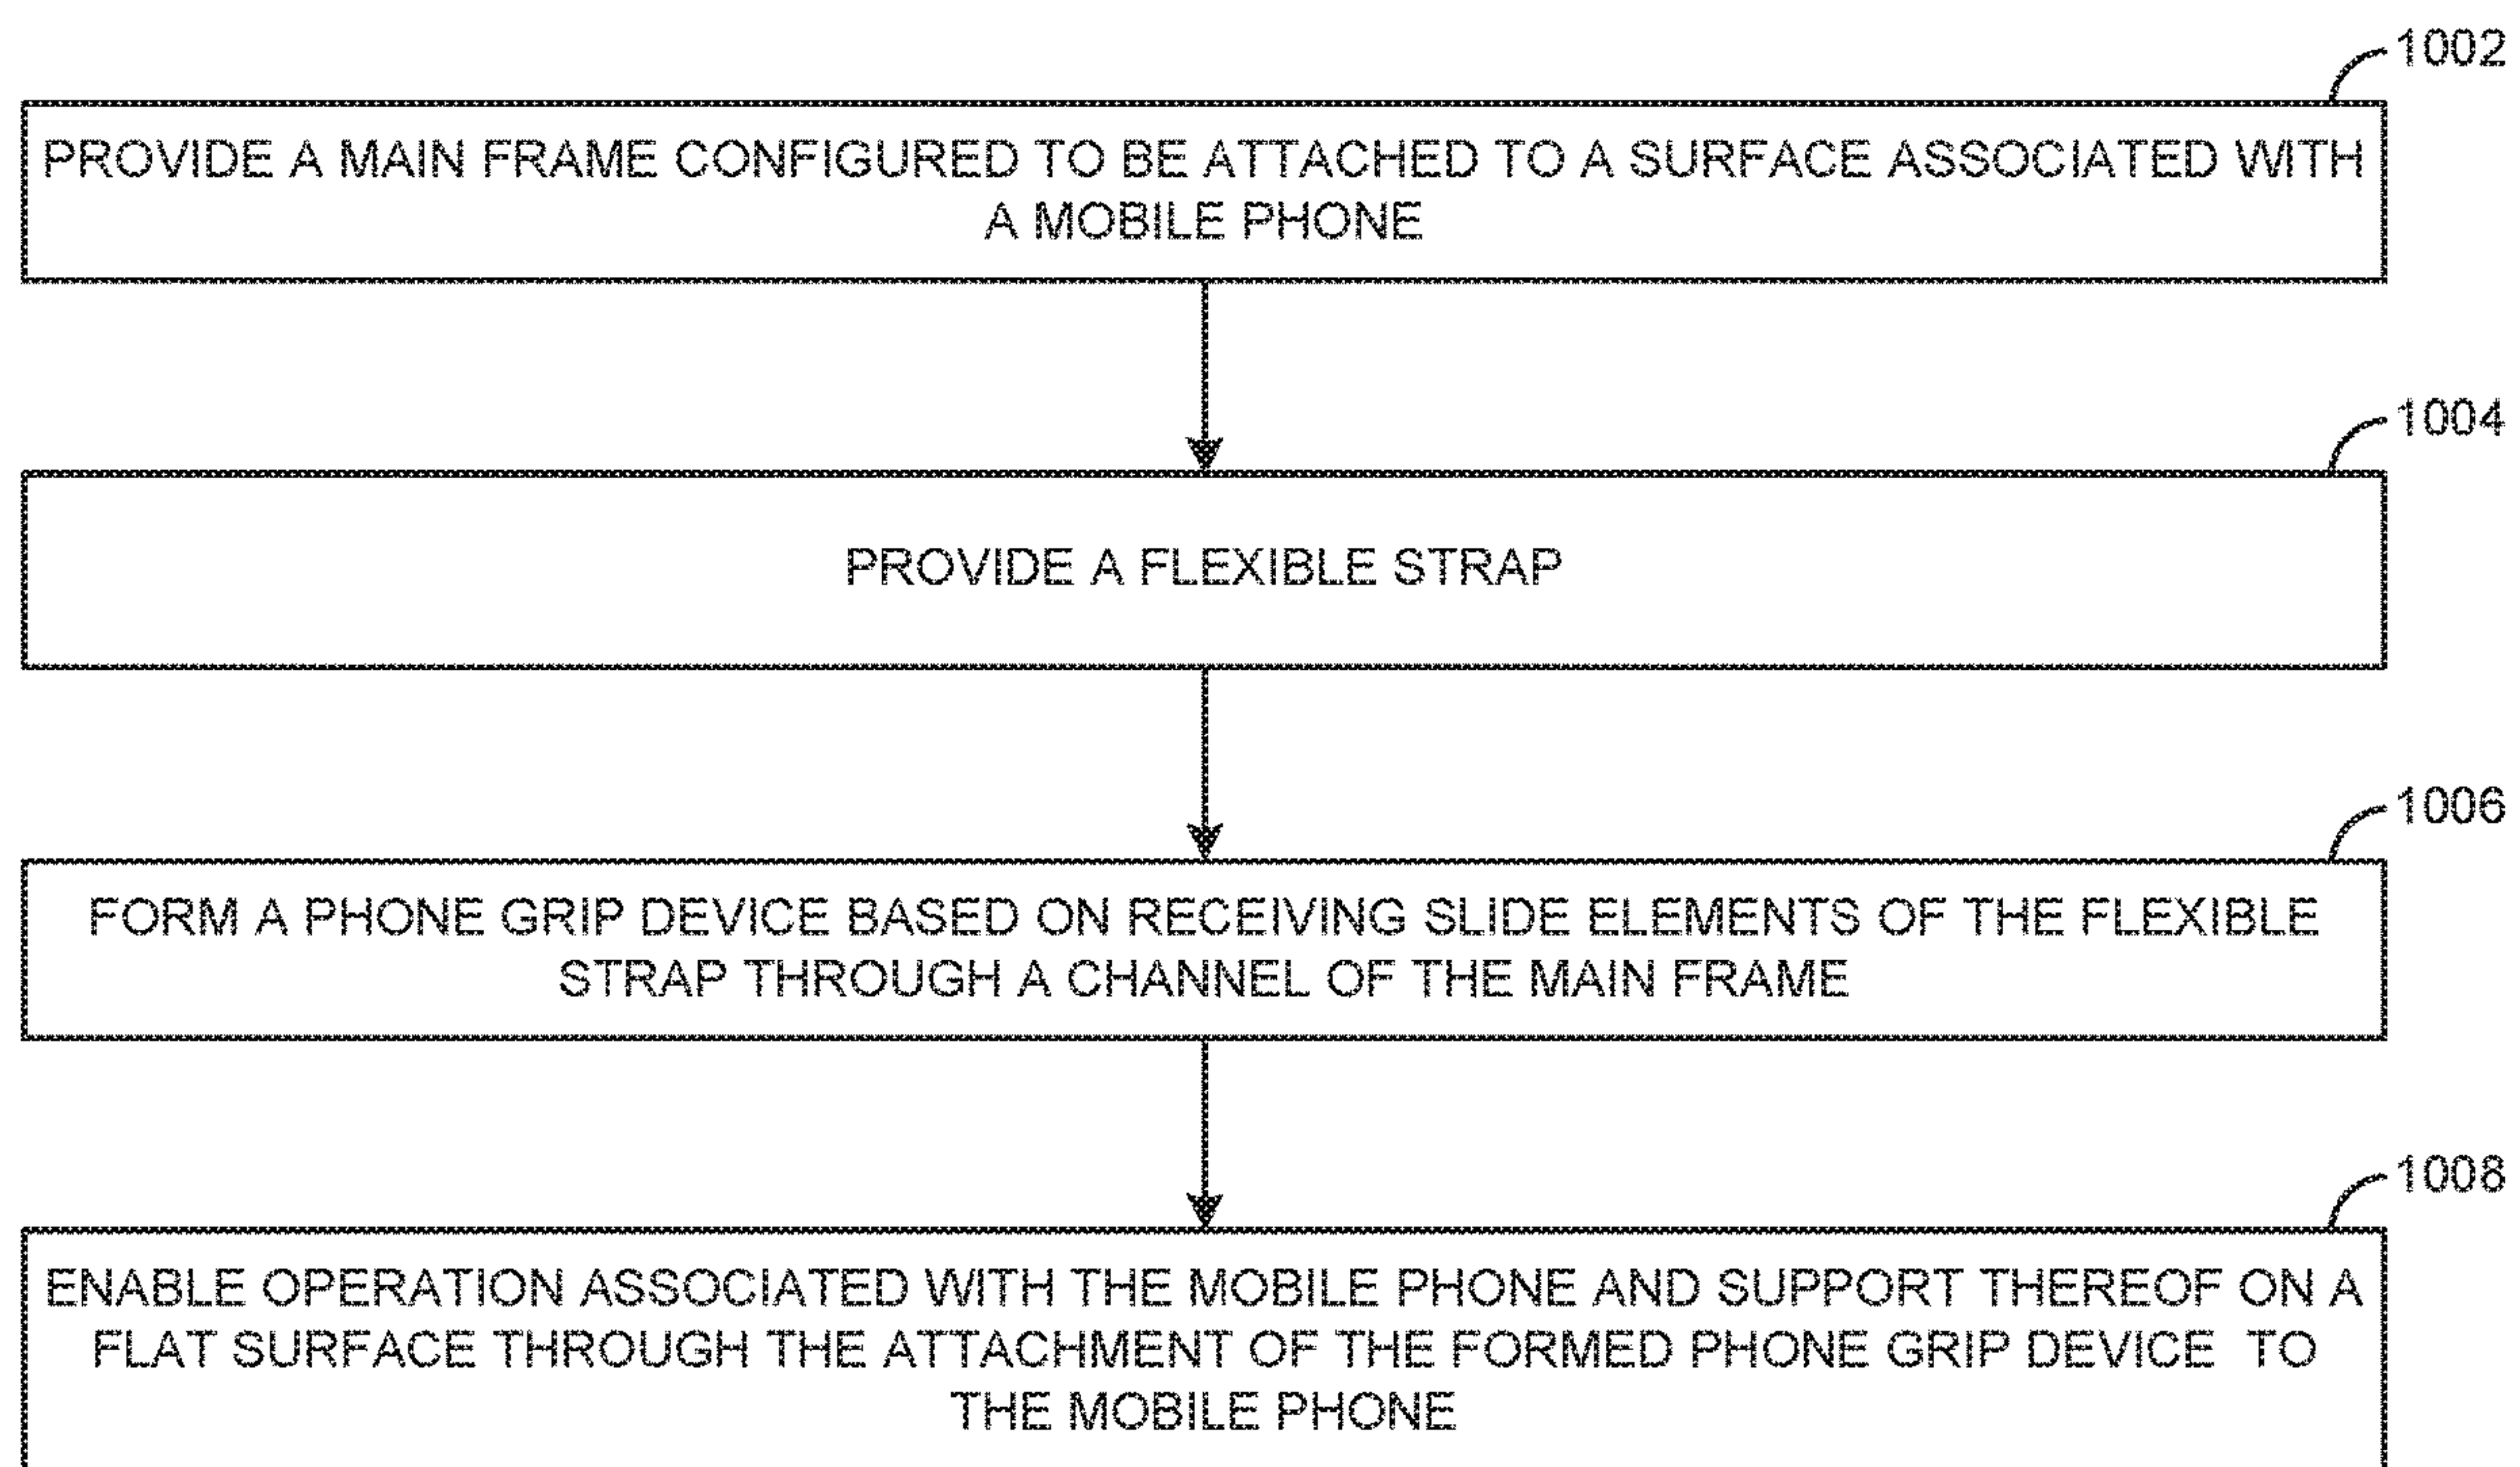 1002
PROVIDE A MAIN FRAME CONFIGURED TO BE ATTACHED TO A SURFACE ASSOCIATED WITH
A MOBILE PHONE
1004
PROVIDE A FLEXIBLE STRAP
1006
FORM A PHONE GRIP DEVICE BASED ON RECEIVING SLIDE ELEMENTS OF THE FLEXIBLE
STRAP THROUGH A CHANNEL OF THE MAIN FRAME
1008
ENABLE OPERATION ASSOCIATED WITH THE MOBILE PHONE AND SUPPORT THEREOF ON A
FLAT SURFACE THROUGH THE ATTACHMENT OF THE FORMED PHONE GRIP DEVICE TO
THE MOBILE PHONE